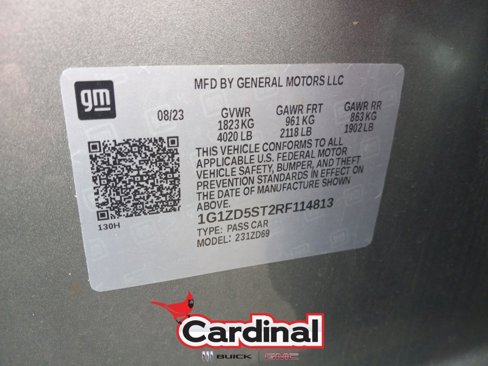 gm
MFD BY GENERAL MOTORS LLC
08/23 GVWR GAWR FRT GAWR RR
1823 KG 961 KG 863 KG
4020 LB 2118 LB 1902 LB
THIS VEHICLE CONFORMS TO ALL
APPLICABLE U.S. FEDERAL MOTOR
VEHICLE SAFETY, BUMPER, AND THEFT
PREVENTION STANDARDS IN EFFECT ON
THE DATE OF MANUFACTURE SHOWN
ABOVE.
130H
1G1ZD5ST2RF114813
TYPE: PASS CAR
MODEL: 231ZD69
Cardinal
BUICK GMC